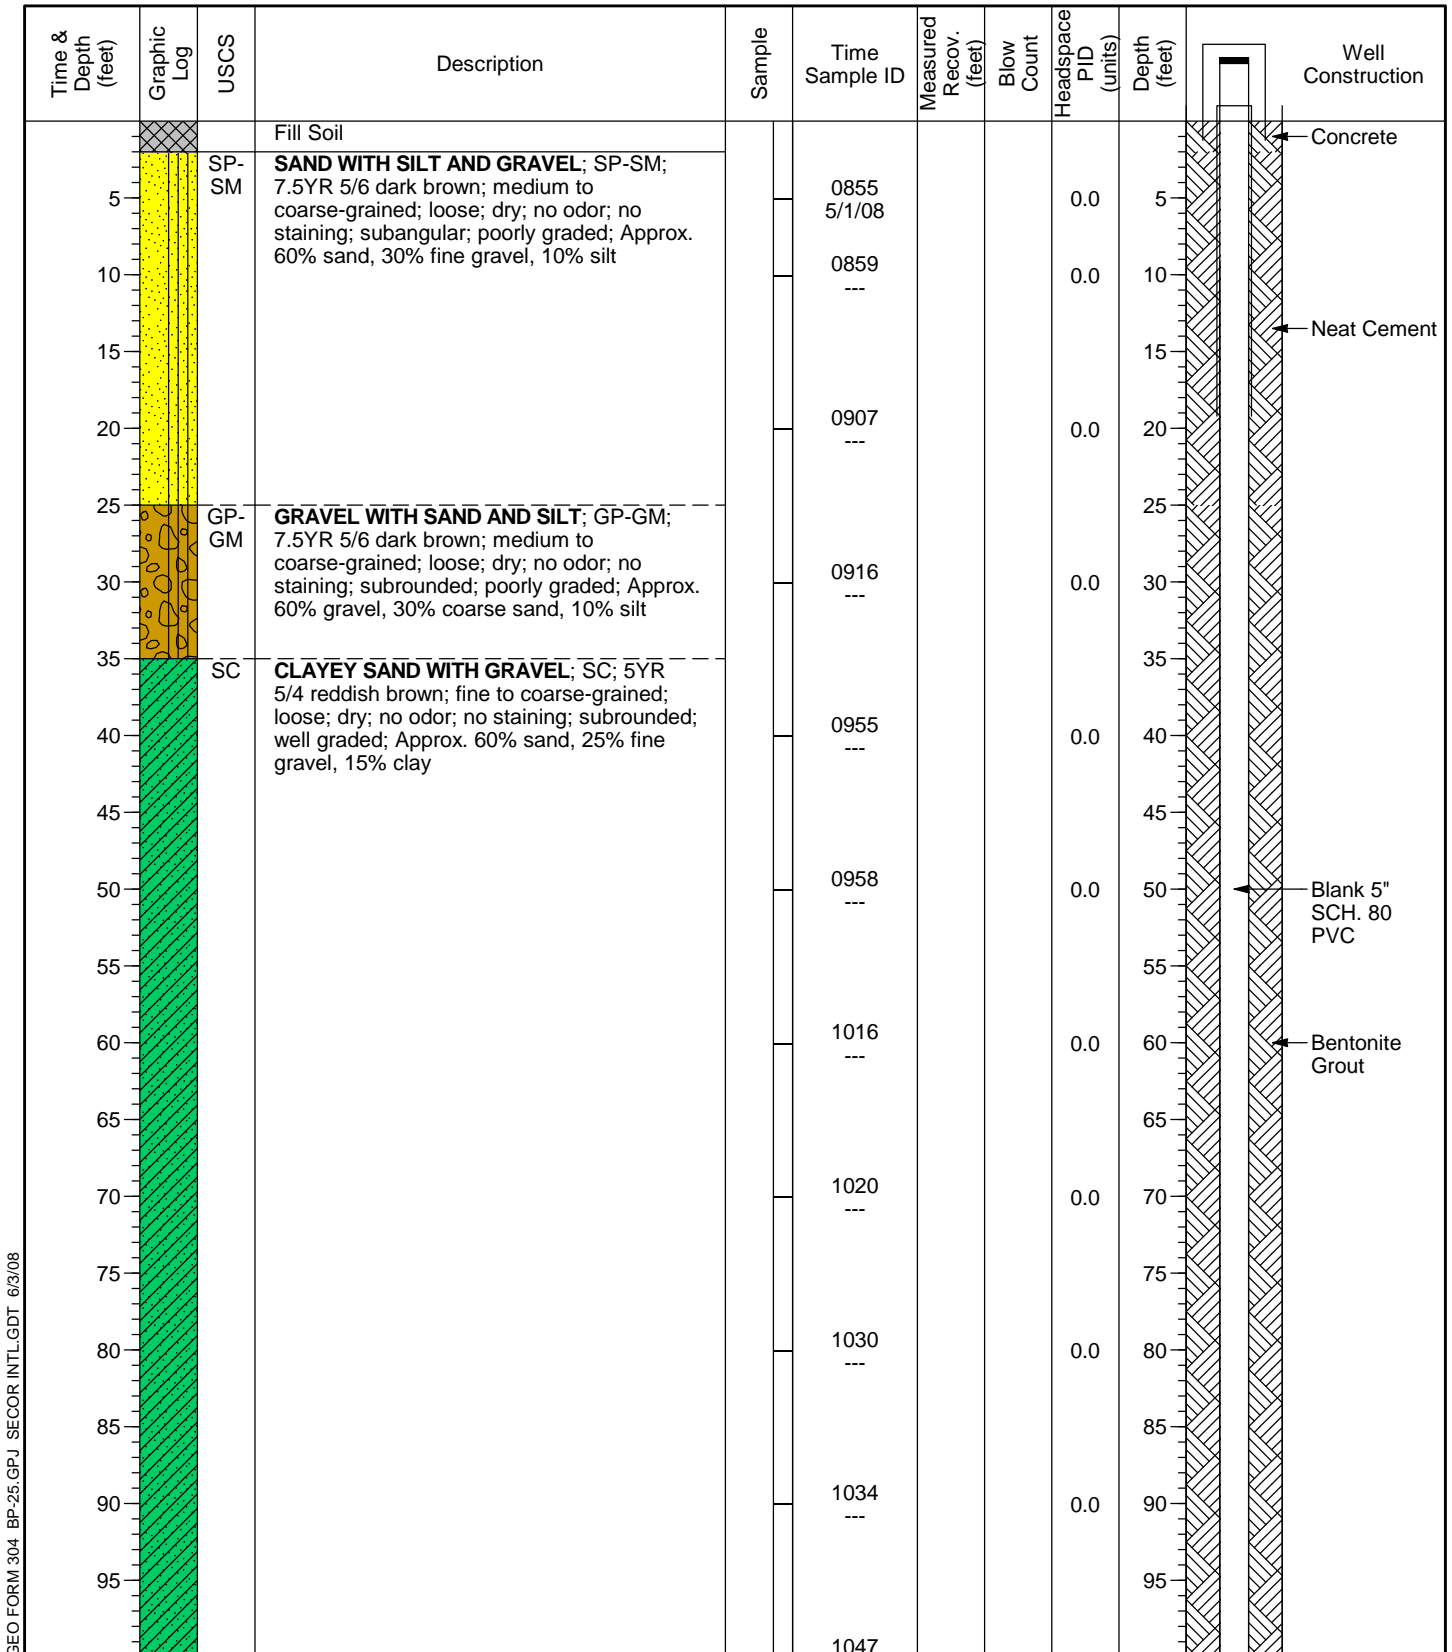 Time &
Depth
(feet)
Graphic
Log
USCS
Description
Sample
Time
Sample ID
Measured
Recov.
(feet)
Blow
Count
Headspace
PID
(units)
Depth
(feet)
Well
Construction
Fill Soil
Concrete
SP-
SM
SAND WITH SILT AND GRAVEL; SP-SM;
7.5YR 5/6 dark brown; medium to
coarse-grained; loose; dry; no odor; no
staining; subangular; poorly graded; Approx.
60% sand, 30% fine gravel, 10% silt
5
0855
5/1/08
0.0
5
10
0859
---
0.0
10
Neat Cement
15
15
20
0907
---
0.0
20
25
25
GP-
GM
GRAVEL WITH SAND AND SILT; GP-GM;
7.5YR 5/6 dark brown; medium to
coarse-grained; loose; dry; no odor; no
staining; subrounded; poorly graded; Approx.
60% gravel, 30% coarse sand, 10% silt
30
0916
---
0.0
30
35
35
SC
CLAYEY SAND WITH GRAVEL; SC; 5YR
5/4 reddish brown; fine to coarse-grained;
loose; dry; no odor; no staining; subrounded;
well graded; Approx. 60% sand, 25% fine
gravel, 15% clay
40
0955
---
0.0
40
45
45
50
0958
---
0.0
50
Blank 5"
SCH. 80
PVC
55
55
60
1016
---
0.0
60
Bentonite
Grout
65
65
70
1020
---
0.0
70
75
75
80
1030
---
0.0
80
85
85
90
1034
---
0.0
90
95
95
1047
GEO FORM 304 BP-25.GPJ SECOR INTL.GDT 6/3/08